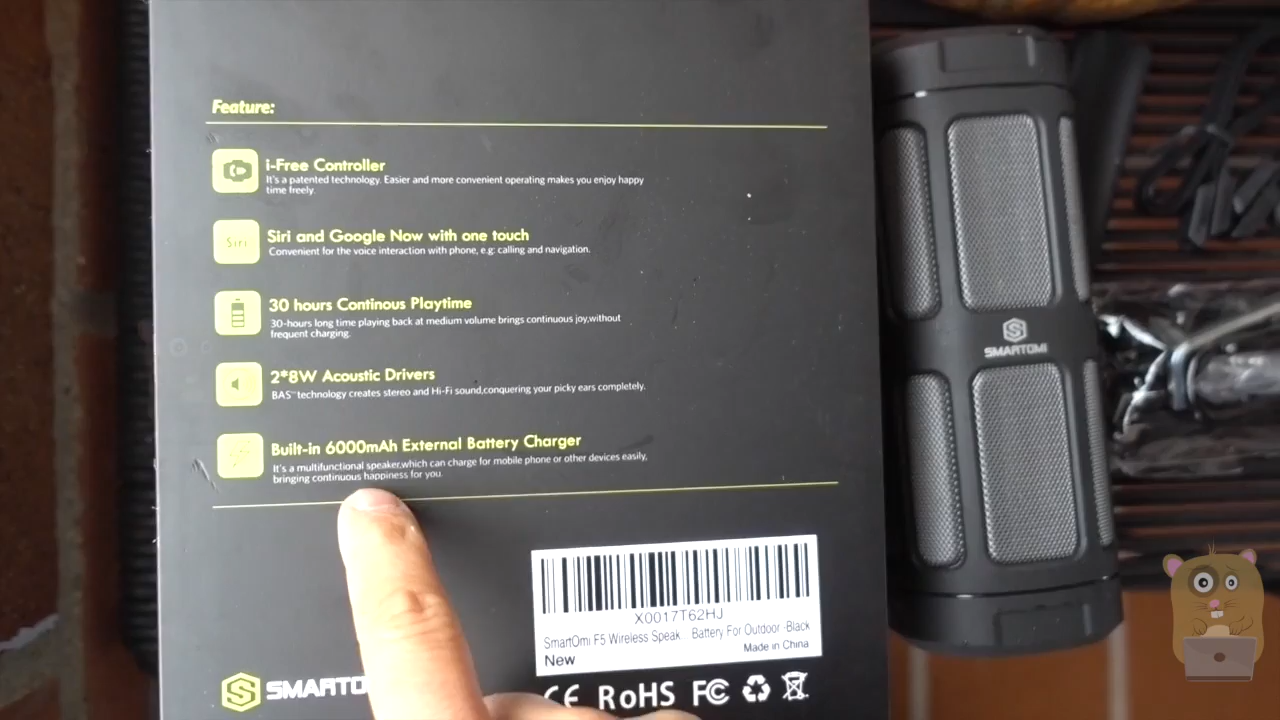 Feature:
i-Free Controller
It's a patented technology. Easier and more convenient operating makes you enjoy happy
time freely.
Siri
Siri and Google Now with one touch
Convenient for the voice interaction with phone, e.g: calling and navigation.
30 hours Continous Playtime
30-hours long time playing back at medium volume brings continuous joy,without
frequent charging.
2*8W Acoustic Drivers
BAS™technology creates stereo and Hi-Fi sound,conquering your picky ears completely.
Built-in 6000mAh External Battery Charger
It's a multifunctional speaker,which can charge for mobile phone or other devices easily,
bringing continuous happiness for you.
X0017T62HJ
SmartOmi F5 Wireless Speak Battery For Outdoor -Black
New
Made in China
SMARTO
CE RoHS FC
SMARTOMI